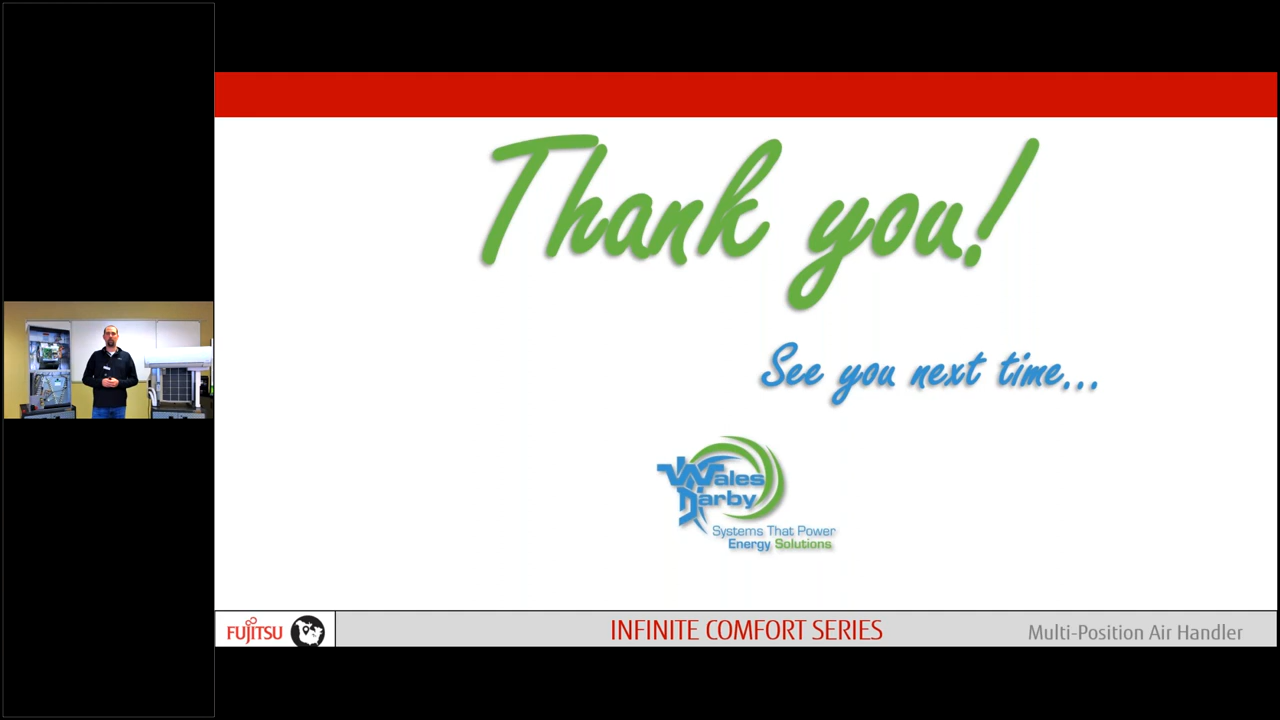 Thank you!
See you next time...
Wales
Darby
Systems That Power
Energy Solutions
FUJITSU
INFINITE COMFORT SERIES
Multi-Position Air Handler